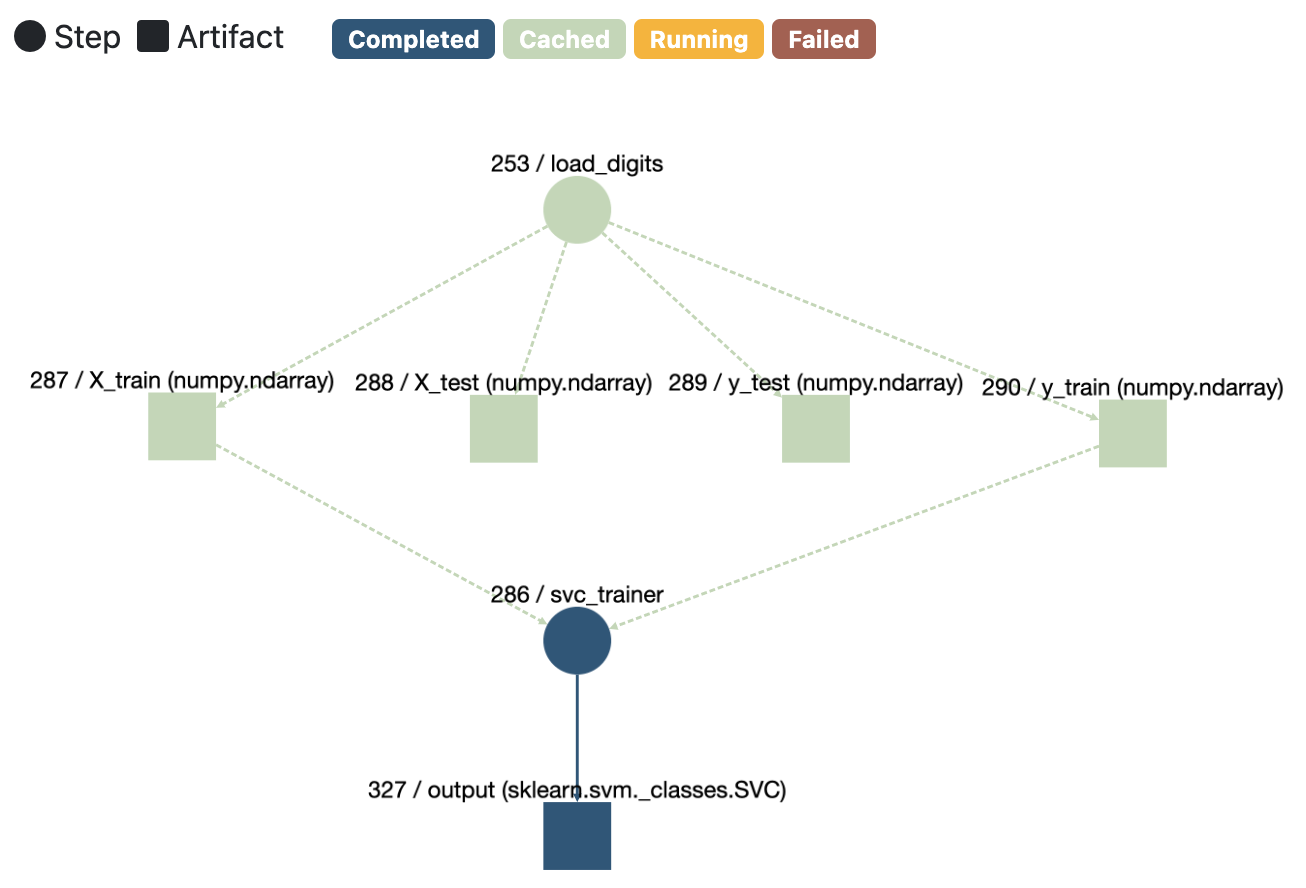 Step Artifact Completed Cached Running Failed
253 / load_digits
287 / X_train (numpy.ndarray)
288 / X_test (numpy.ndarray)
289 / y_test (numpy.ndarray)
290 / y_train (numpy.ndarray)
286 / svc_trainer
327 / output (sklearn.svm._classes.SVC)